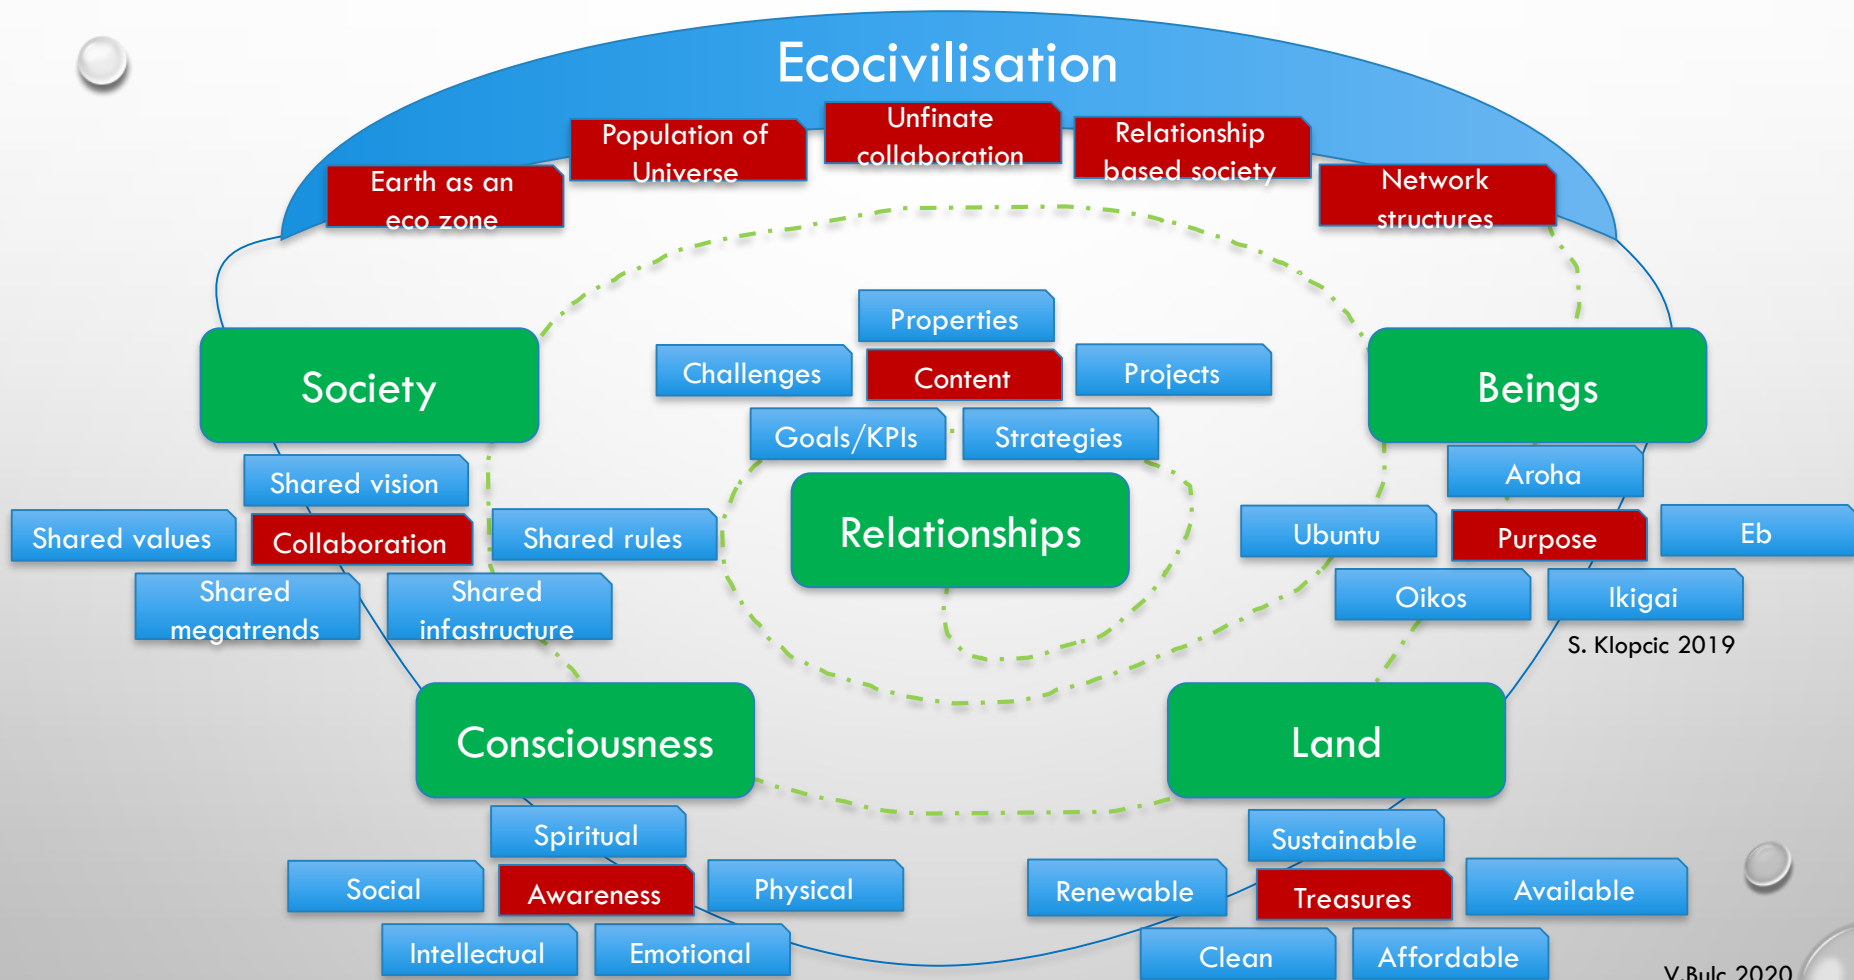 Ecocivilisation
Earth as an
eco zone
Population of
Universe
Unfinate
collaboration
Relationship
based society
Network
structures
Society
Shared vision
Shared values
Collaboration
Shared rules
Shared
megatrends
Shared
infastructure
Properties
Challenges
Content
Projects
Goals/KPIs
Strategies
Relationships
Beings
Aroha
Ubuntu
Purpose
Eb
Oikos
Ikigai
S. Klopcic 2019
Consciousness
Spiritual
Social
Awareness
Physical
Intellectual
Emotional
Land
Sustainable
Renewable
Treasures
Available
Clean
Affordable
V.Bulc 2020